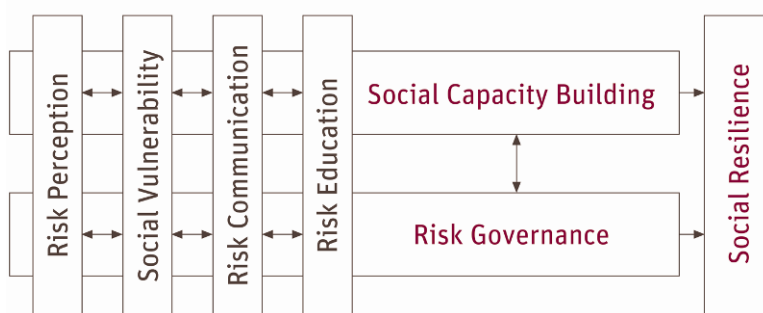 Risk Perception
Social Vulnerability
Risk Communication
Risk Education
Social Capacity Building
Risk Governance
Social Resilience